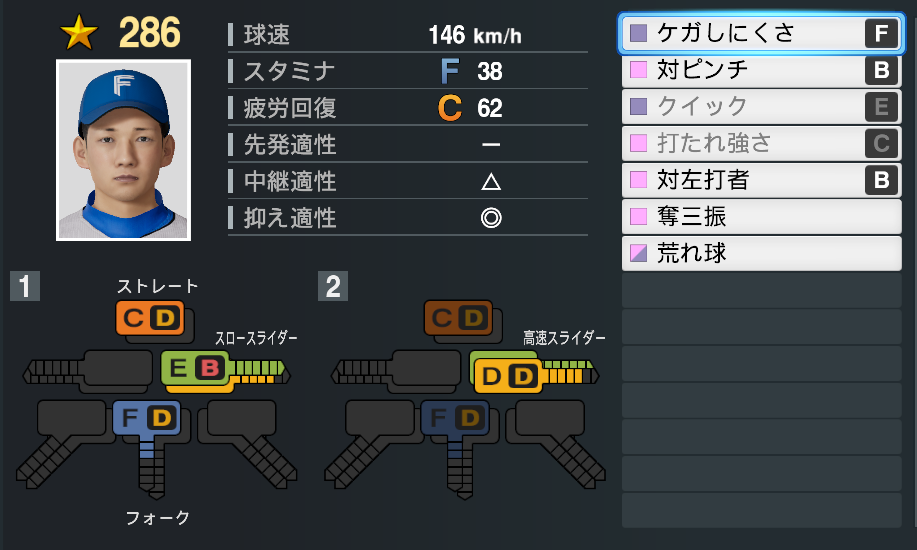 286
F
球速 146 km/h
スタミナ F 38
疲労回復 C 62
先発適性 ー
中継適性 △
抑え適性 ◎
ケガしにくさ F
対ピンチ B
クイック E
打たれ強さ C
対左打者 B
奪三振
荒れ球
1
ストレート
C D
スロースライダー
E B
F D
フォーク
2
C D
高速スライダー
D D
F D